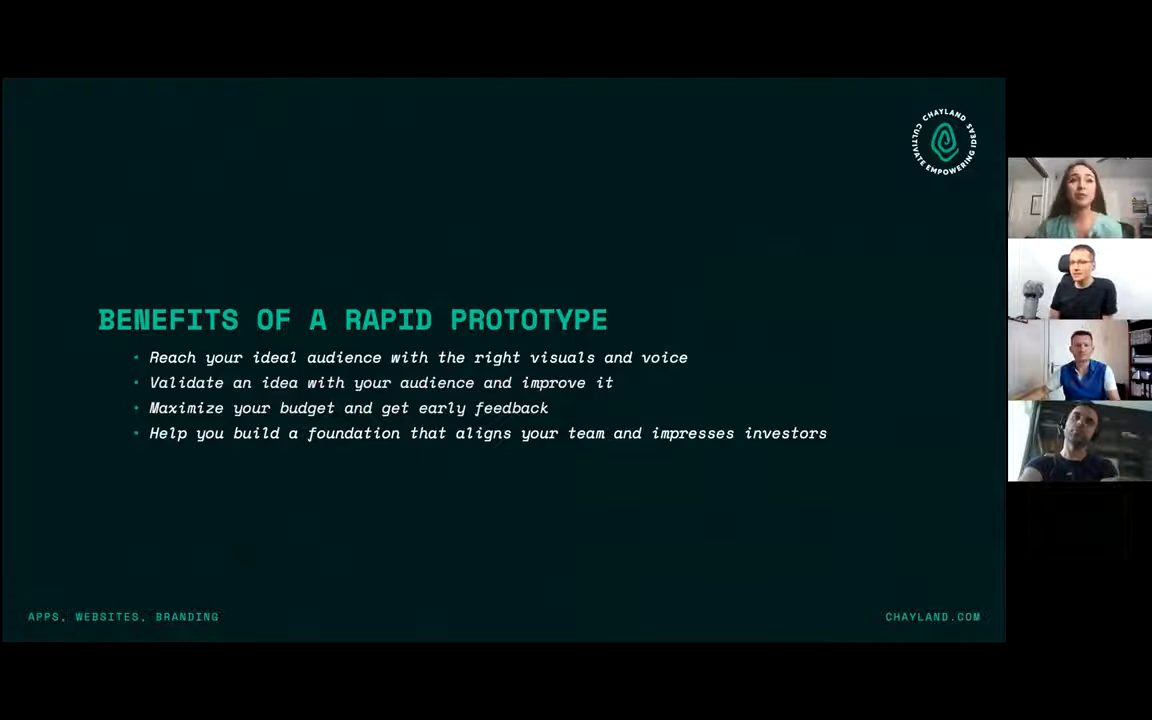 CHAYLAND
CULTIVATE EMPOWERING IDEAS
BENEFITS OF A RAPID PROTOTYPE
• Reach your ideal audience with the right visuals and voice
• Validate an idea with your audience and improve it
• Maximize your budget and get early feedback
• Help you build a foundation that aligns your team and impresses investors
APPS, WEBSITES, BRANDING
CHAYLAND.COM